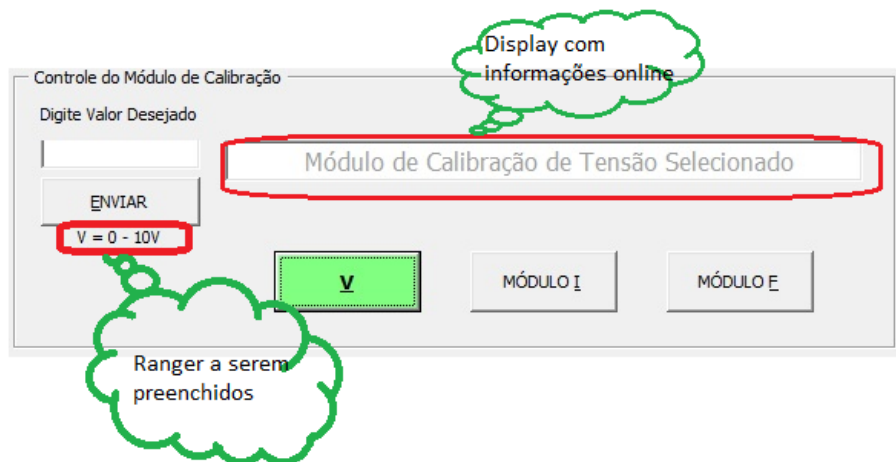 Display com
informações online
Controle do Módulo de Calibração
Digite Valor Desejado
Módulo de Calibração de Tensão Selecionado
ENVIAR
V = 0 - 10V
V
MÓDULO I
MÓDULO F
Ranger a serem
preenchidos